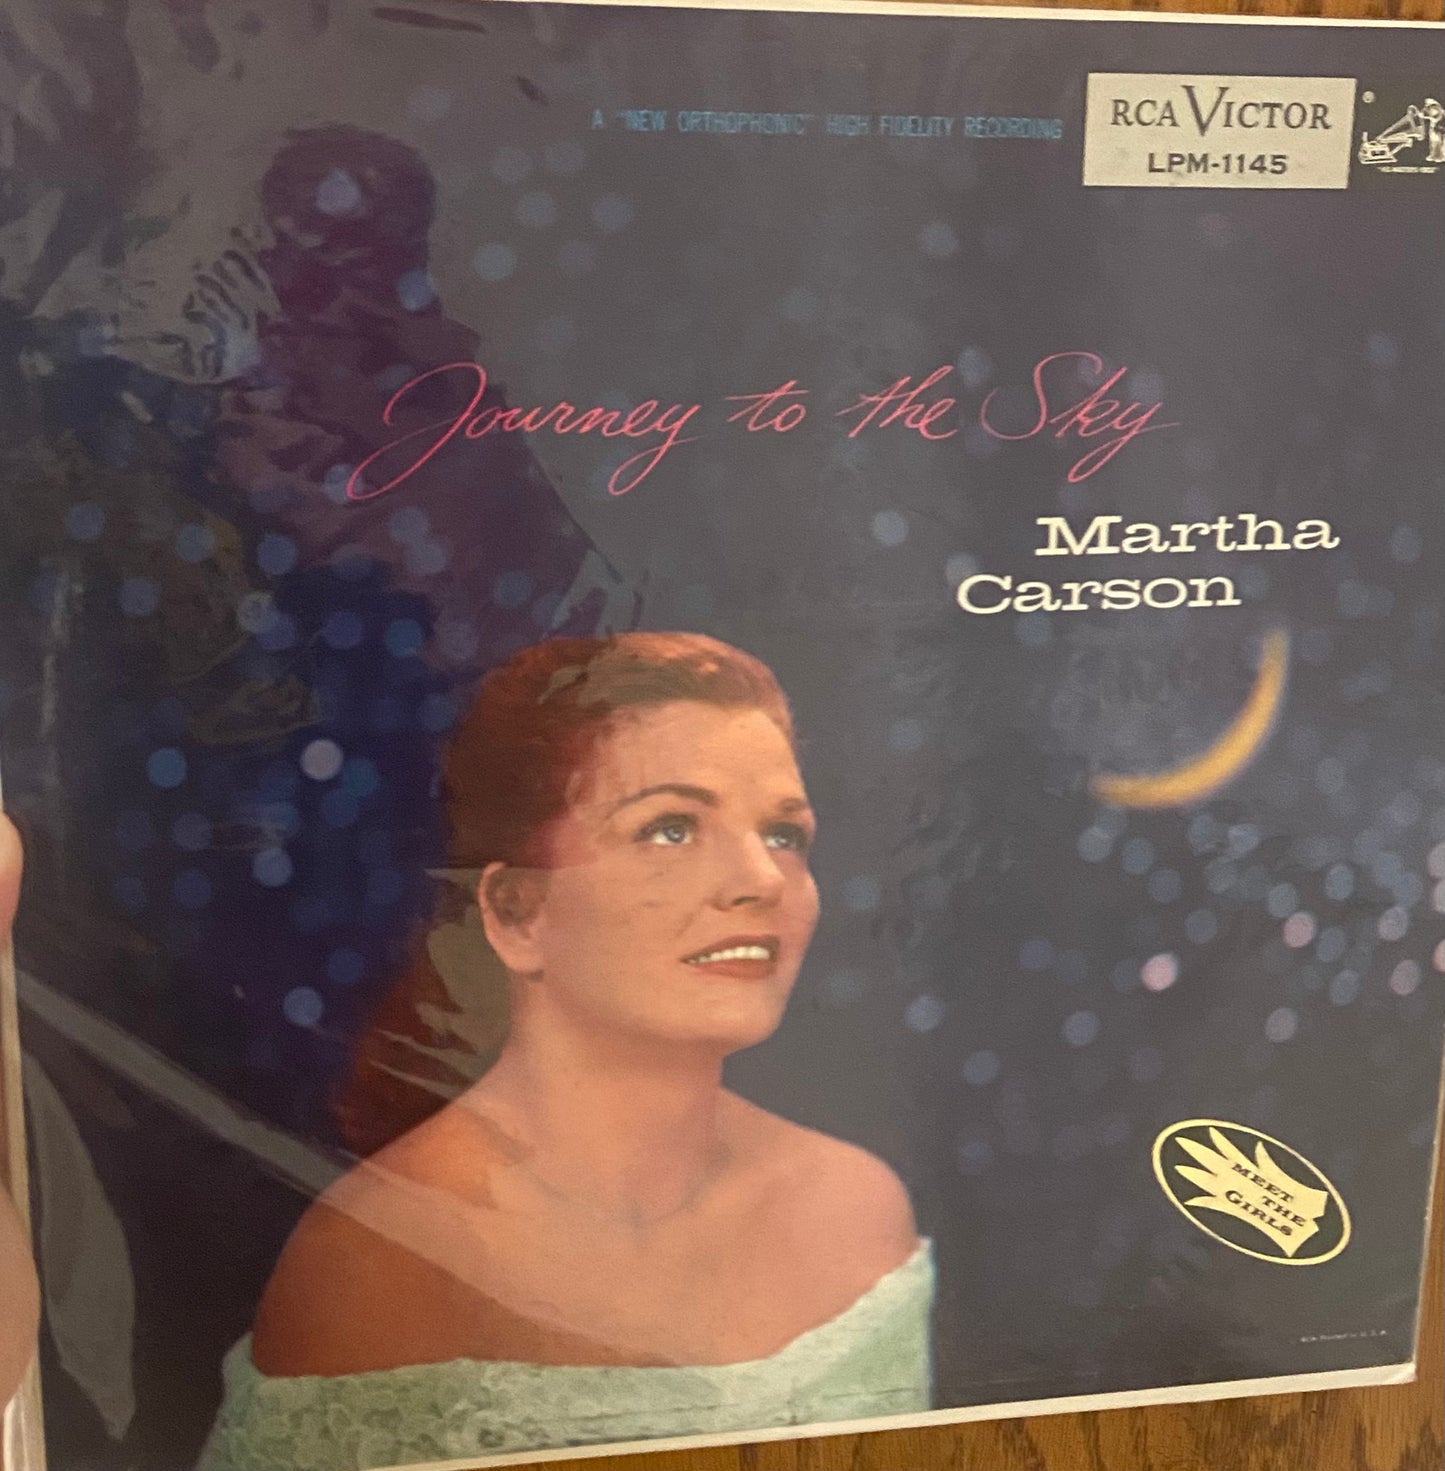 A "NEW ORTHOPHONIC" HIGH FIDELITY RECORDING
RCA VICTOR
LPM-1145
®
Journey to the Sky
Martha
Carson
MEET
THE
GIRLS